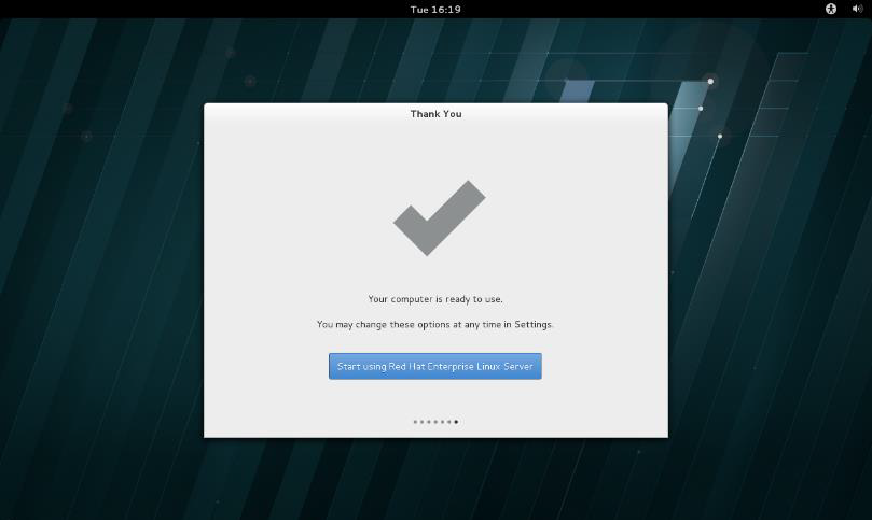 Tue 16:19
Thank You
Your computer is ready to use.
You may change these options at any time in Settings.
Start using Red Hat Enterprise Linux Server